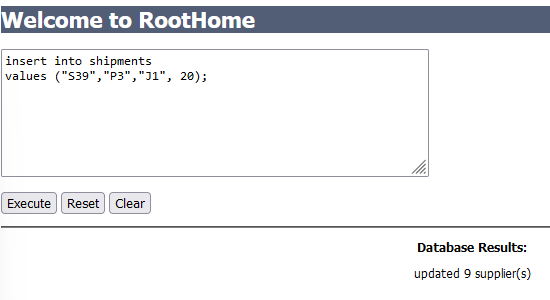 Welcome to RootHome
insert into shipments
values ("S39","P3","J1", 20);
Execute Reset Clear
Database Results:
updated 9 supplier(s)